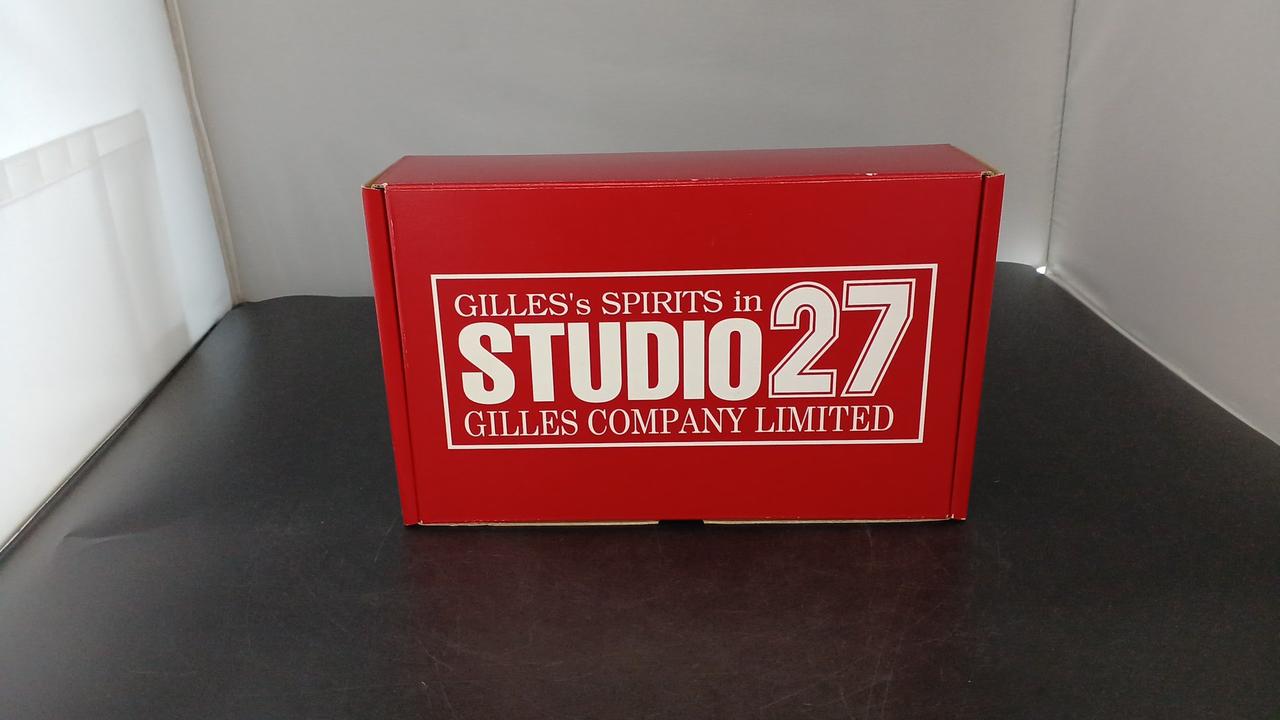 GILLES's SPIRITS in
STUDIO27
GILLES COMPANY LIMITED